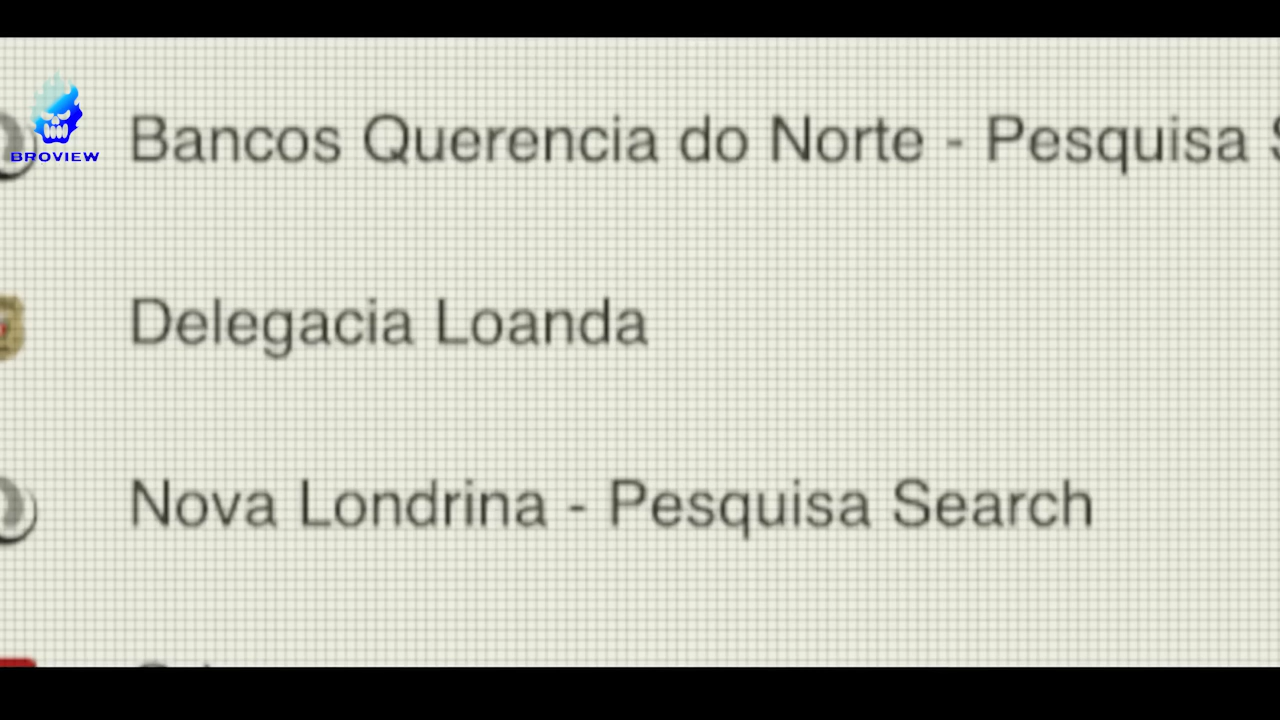 BROVIEW
Bancos Querencia do Norte - Pesquisa
Delegacia Loanda
Nova Londrina - Pesquisa Search